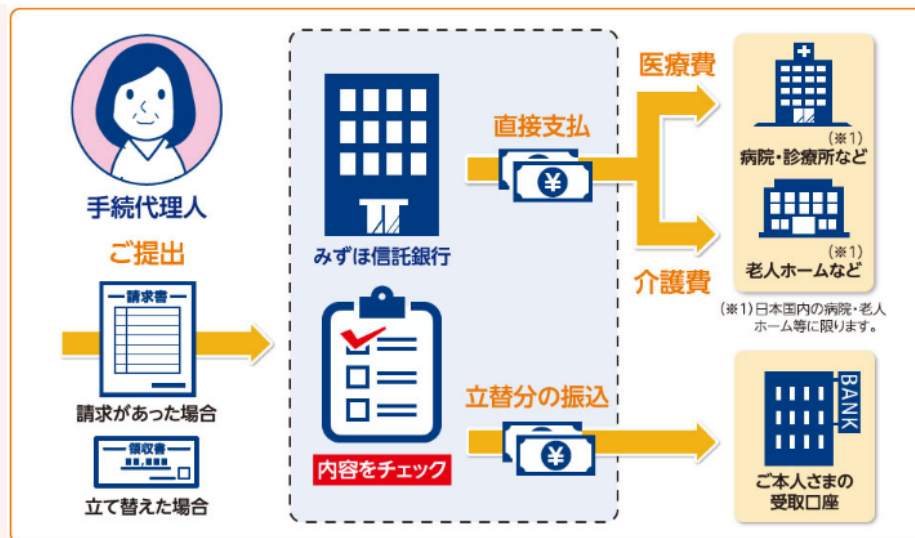 手続代理人
ご提出
請求書
請求があった場合
領収書
##,###
立て替えた場合
みずほ信託銀行
内容をチェック
直接支払
¥
医療費
介護費
(※1)
病院・診療所など
(※1)
老人ホームなど
(※1)日本国内の病院・老人
ホーム等に限ります。
立替分の振込
¥
BANK
ご本人さまの
受取口座